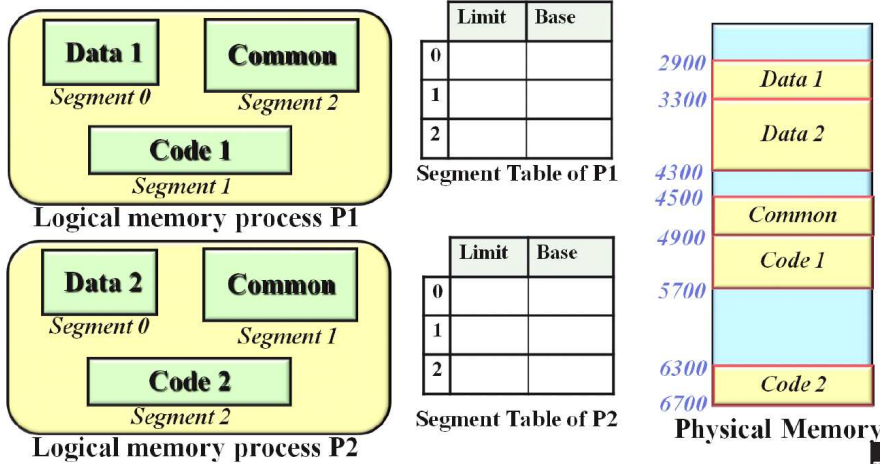 Data 1
Common
Segment 0
Segment 2
Code 1
Segment 1
Logical memory process P1
Limit Base
0
1
2
Segment Table of P1
Data 2
Common
Segment 0
Segment 1
Code 2
Segment 2
Logical memory process P2
Limit Base
0
1
2
Segment Table of P2
2900
Data 1
3300
Data 2
4300
4500
Common
4900
Code 1
5700
6300
Code 2
6700
Physical Memory